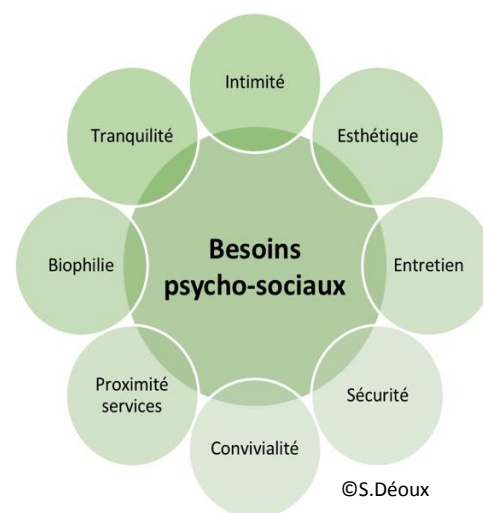 Intimité
Esthétique
Entretien
Sécurité
Convivialité
Proximité
services
Biophilie
Tranquilité
Besoins
psycho-sociaux
©S.Déoux